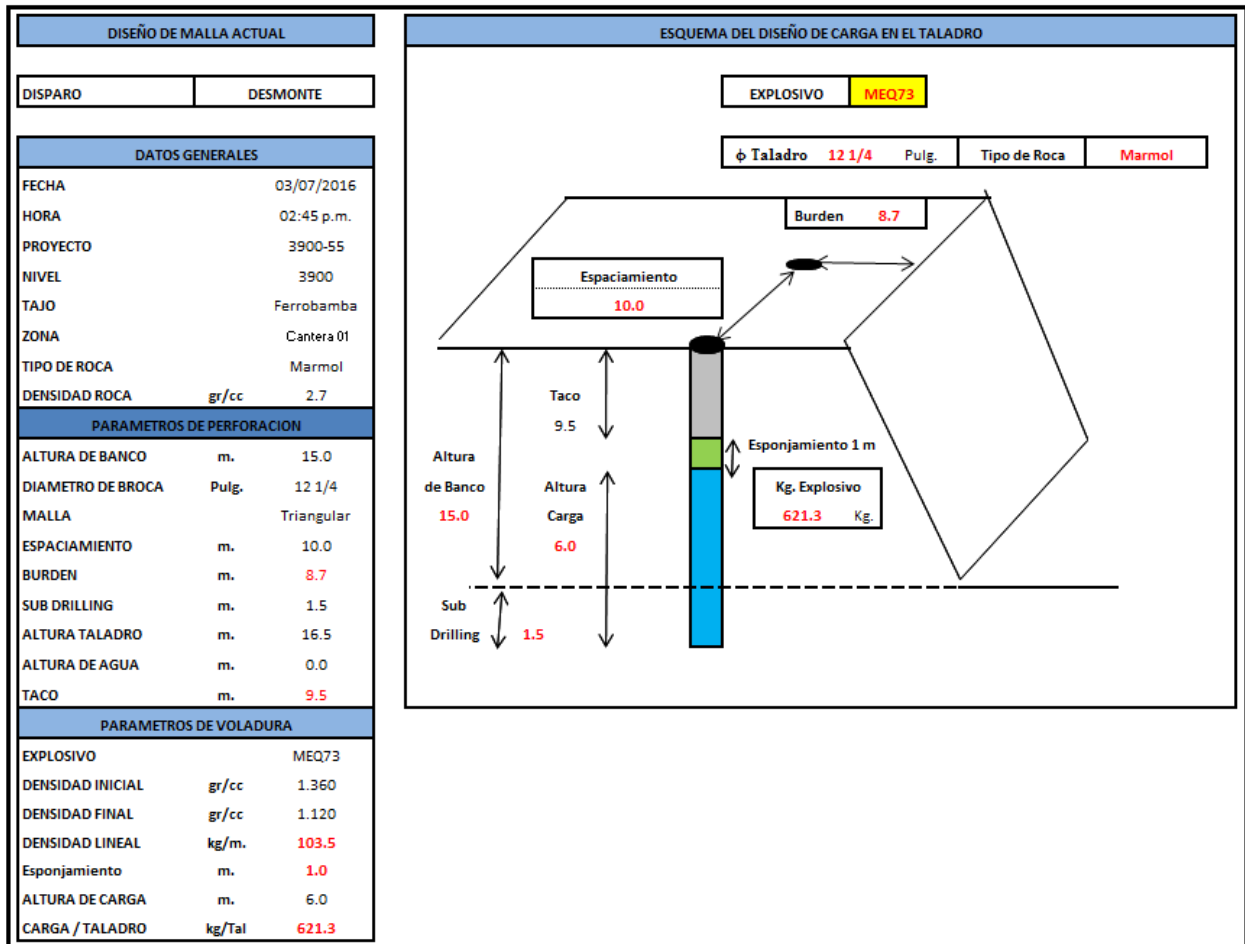 DISEÑO DE MALLA ACTUAL
DISPARO DESMONTE
DATOS GENERALES
FECHA 03/07/2016
HORA 02:45 p.m.
PROYECTO 3900-55
NIVEL 3900
TAJO Ferrobamba
ZONA Cantera 01
TIPO DE ROCA Marmol
DENSIDAD ROCA gr/cc 2.7
PARAMETROS DE PERFORACION
ALTURA DE BANCO m. 15.0
DIAMETRO DE BROCA Pulg. 12 1/4
MALLA Triangular
ESPACIAMIENTO m. 10.0
BURDEN m. 8.7
SUB DRILLING m. 1.5
ALTURA TALADRO m. 16.5
ALTURA DE AGUA m. 0.0
TACO m. 9.5
PARAMETROS DE VOLADURA
EXPLOSIVO MEQ73
DENSIDAD INICIAL gr/cc 1.360
DENSIDAD FINAL gr/cc 1.120
DENSIDAD LINEAL kg/m. 103.5
Esponjamiento m. 1.0
ALTURA DE CARGA m. 6.0
CARGA / TALADRO kg/Tal 621.3
ESQUEMA DEL DISEÑO DE CARGA EN EL TALADRO
EXPLOSIVO MEQ73
ϕ Taladro 12 1/4 Pulg. Tipo de Roca Marmol
Burden 8.7
Espaciamiento
10.0
Taco
9.5
Esponjamiento 1 m
Altura
de Banco
15.0
Altura
Carga
6.0
Kg. Explosivo
621.3 Kg.
Sub
Drilling 1.5